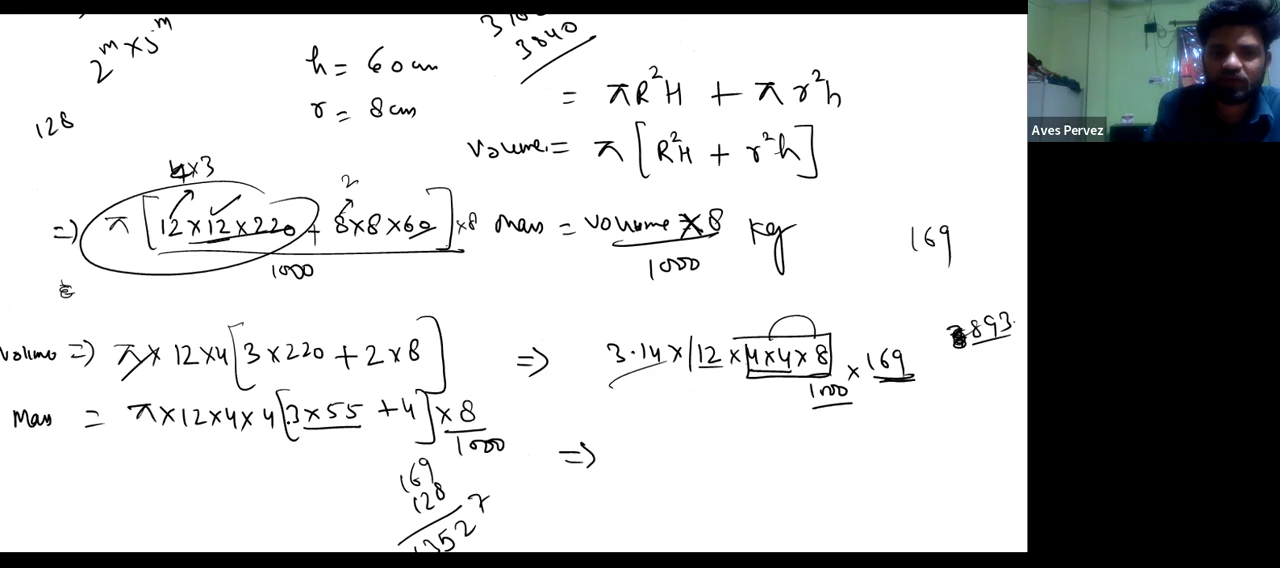 2^m × 5^m
h = 60 cm
3840
r = 8cm
= πR²H + πr²h
128
Volume = π[R²H + r²h]
4×3
2
=> π[12×12×220 + 8×8×60] ×8
1000
Mass = Volume × 8 Kg
1000
169
Volume => π × 12×4[3×220 + 2×8]
=> 3.14 × 12 × 4×4×8 × 169
1000
893
Mass = π×12×4×4[3×55 + 4] × 8
1000
=>
169
128
1352
Aves Pervez